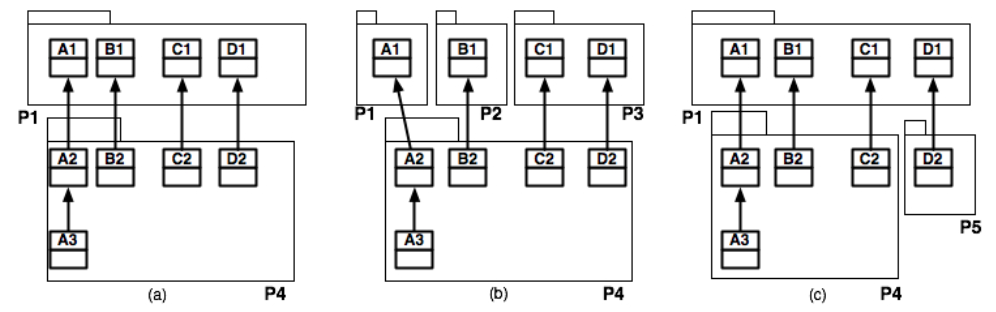 A1 B1 C1 D1
P1
A2 B2 C2 D2
A3
(a)
P4
A1 B1 C1 D1
P1 P2 P3
A2 B2 C2 D2
A3
(b)
P4
A1 B1 C1 D1
P1
A2 B2 C2 D2
P5
A3
(c)
P4